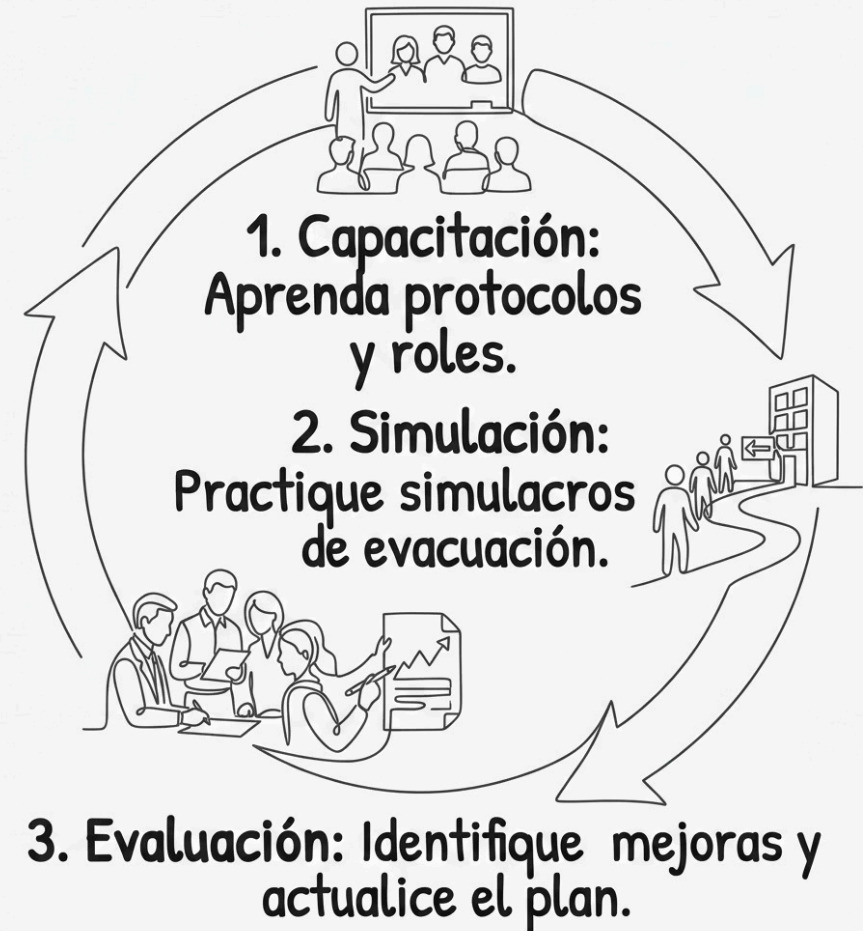 1. Capacitación:
Aprenda protocolos
y roles.
2. Simulación:
Practique simulacros
de evacuación.
3. Evaluación: Identifique mejoras y
actualice el plan.